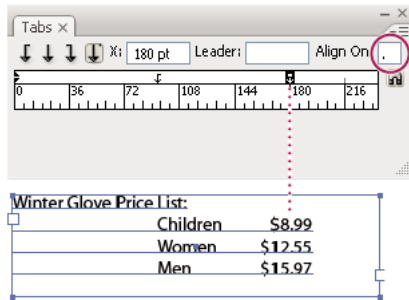 Tabs ×
X: 180 pt Leader: Align On: .
0 36 72 108 144 180 216
Winter Glove Price List:
Children $8.99
Women $12.55
Men $15.97